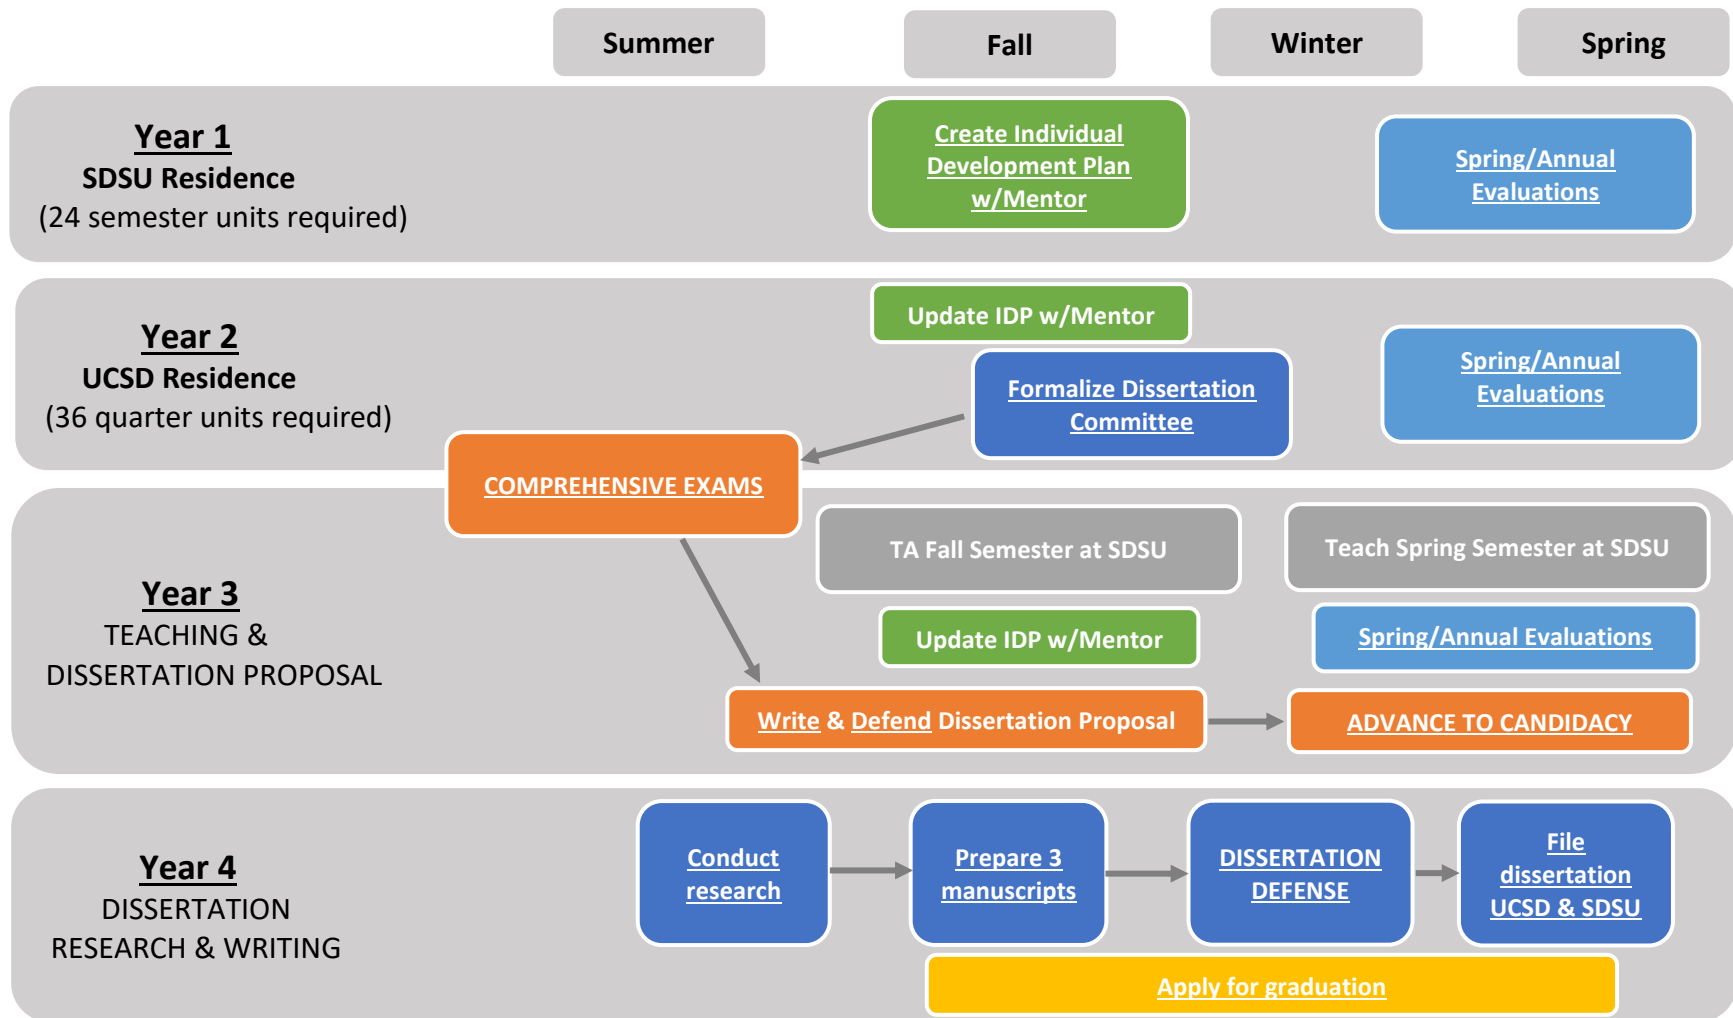 Summer
Fall
Winter
Spring
Year 1
SDSU Residence
(24 semester units required)
Create Individual
Development Plan
w/Mentor
Spring/Annual
Evaluations
Year 2
UCSD Residence
(36 quarter units required)
Update IDP w/Mentor
Formalize Dissertation
Committee
Spring/Annual
Evaluations
COMPREHENSIVE EXAMS
Year 3
TEACHING &
DISSERTATION PROPOSAL
TA Fall Semester at SDSU
Teach Spring Semester at SDSU
Update IDP w/Mentor
Spring/Annual Evaluations
Write & Defend Dissertation Proposal
ADVANCE TO CANDIDACY
Year 4
DISSERTATION
RESEARCH & WRITING
Conduct
research
Prepare 3
manuscripts
DISSERTATION
DEFENSE
File
dissertation
UCSD & SDSU
Apply for graduation